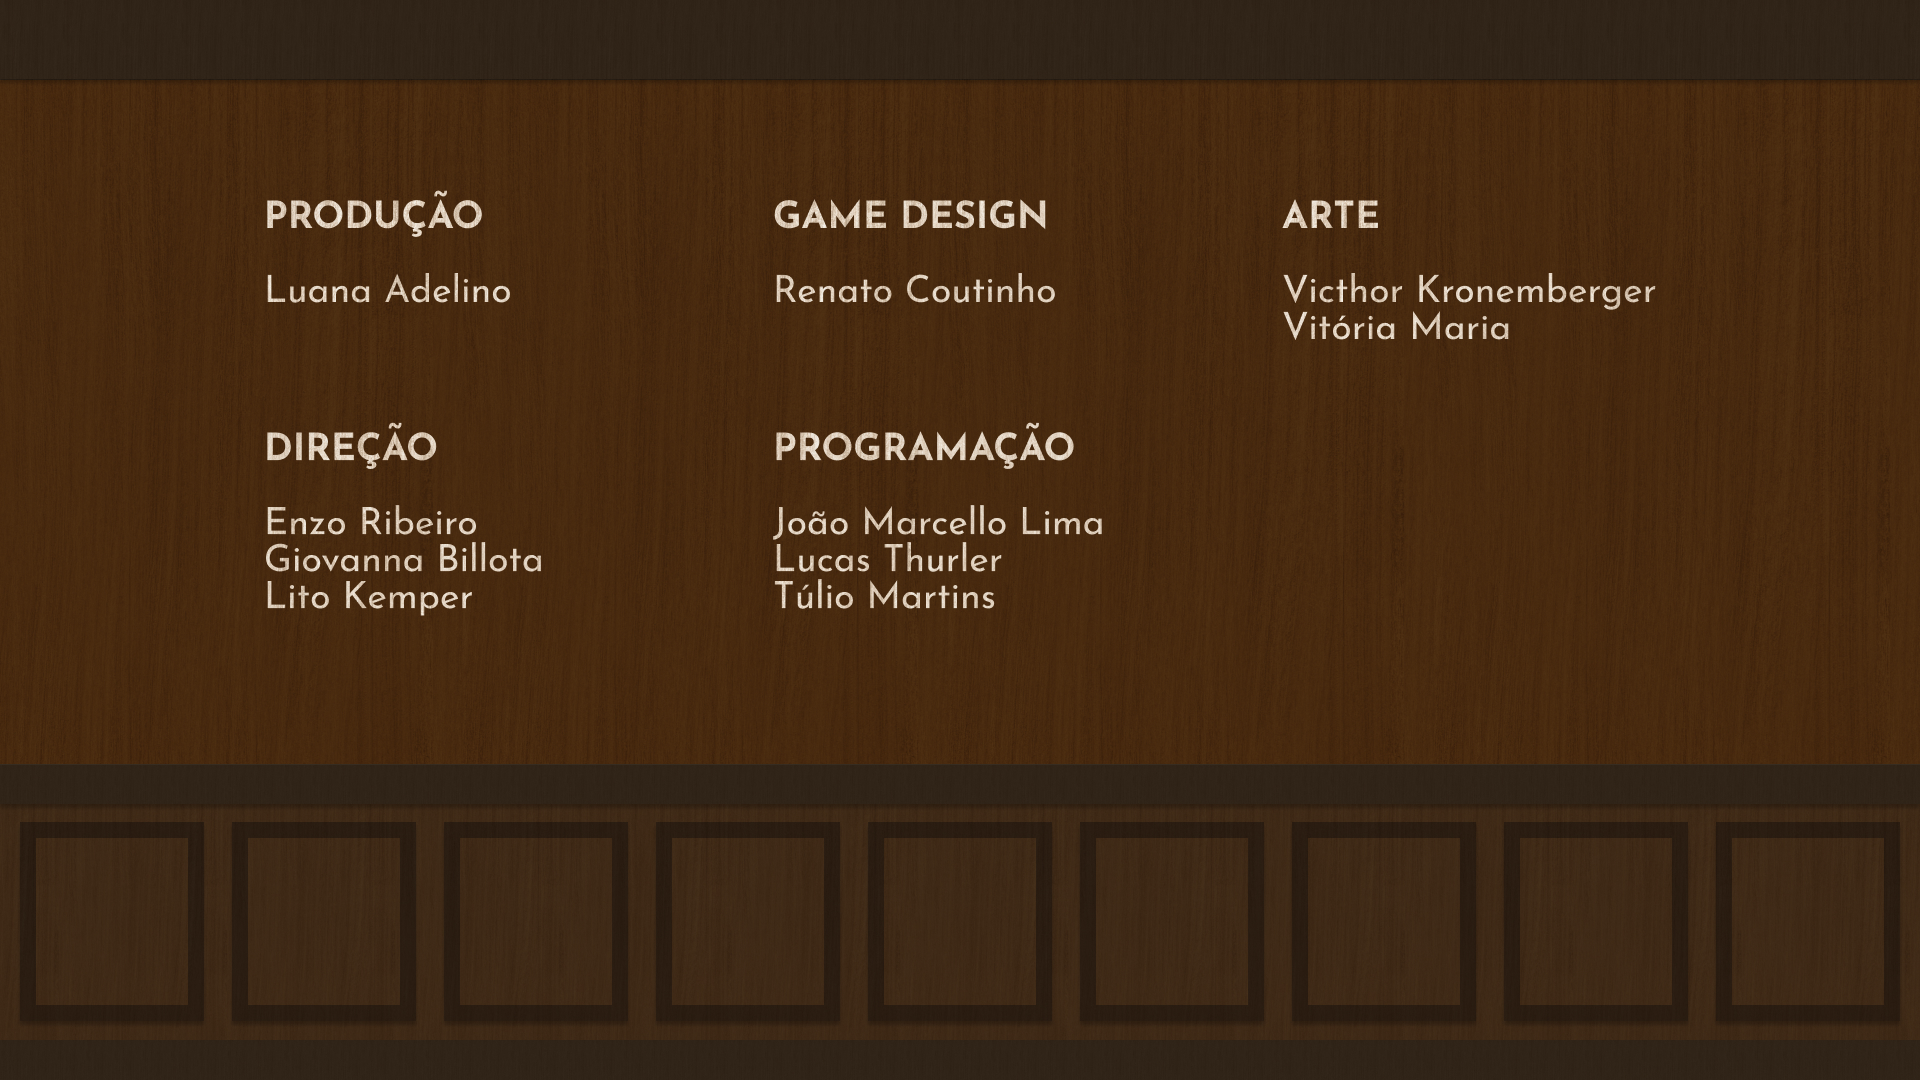 PRODUÇÃO
Luana Adelino
GAME DESIGN
Renato Coutinho
ARTE
Victhor Kronemberger
Vitória Maria
DIREÇÃO
Enzo Ribeiro
Giovanna Billota
Lito Kemper
PROGRAMAÇÃO
João Marcello Lima
Lucas Thurler
Túlio Martins